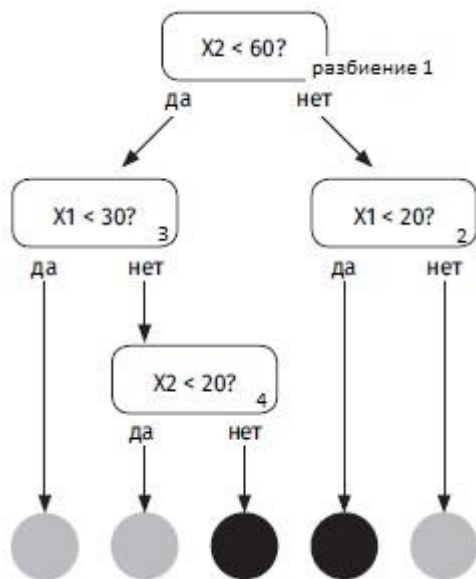 X2 < 60?
разбиение 1
да нет
X1 < 30?
3
X1 < 20?
2
да нет
да нет
X2 < 20?
4
да нет